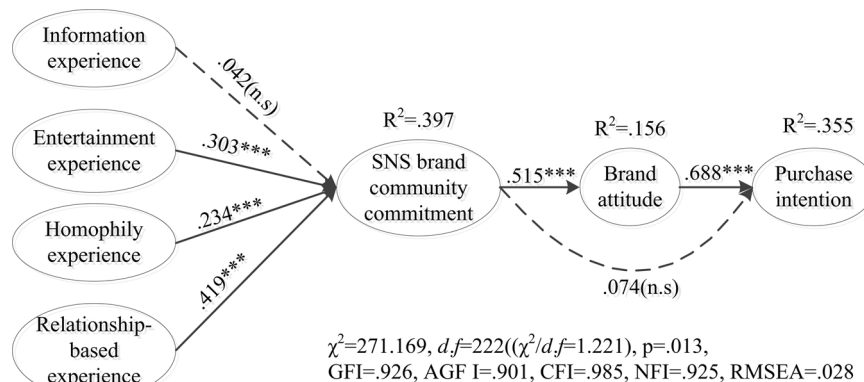 Information
experience
.042(n.s)
Entertainment
experience
.303***
Homophily
experience
.234***
Relationship-
based
experience
.419***
R²=.397
SNS brand
community
commitment
.515***
R²=.156
Brand
attitude
.688***
R²=.355
Purchase
intention
.074(n.s)
χ²=271.169, d.f=222((χ²/d.f=1.221), p=.013,
GFI=.926, AGF I=.901, CFI=.985, NFI=.925, RMSEA=.028